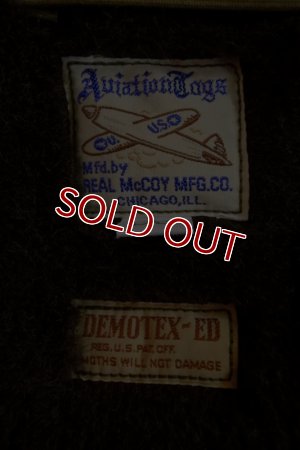 Aviation Togs
U.
U.S.O
Mfd.by
REAL McCOY MFG.CO.
CHICAGO,ILL.
SOLD OUT
DEMOTEX-ED
REG. U.S. PAT. OFF.
MOTHS WILL NOT DAMAGE